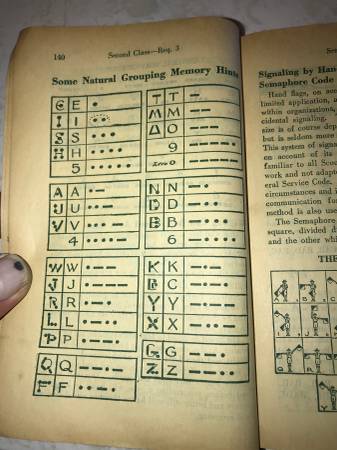 140 Second Class—Req. 3
Some Natural Grouping Memory Hints
E E •
I I ••
S S •••
H H ••••
5 •••••
T T —
M M — —
O O — — —
9 — — — — •
Zero 0 — — — — —
A A • —
U U • • —
V V • • • —
4 • • • • —
N N — •
D D — • •
B B — • • •
6 — • • • •
W W • — —
J J • — — —
R R • — •
L L • — • •
P P • — — •
K K — • —
C C — • — •
Y Y — • — —
X X — • • —
Q Q — — • —
F F • • — •
G G — — •
Z Z — — • •
Signaling by Han
Semaphore Code
Hand flags, on acc
limited application, a
within organizations,
cidental signaling.
size is of course dep
but is seldom more
This system of signa
on account of its
familiar to all Scou
work and not adapte
eral Service Code.
circumstances and i
communication fo
method is also use
The Semaphore
square, divided d
and the other whi
THE